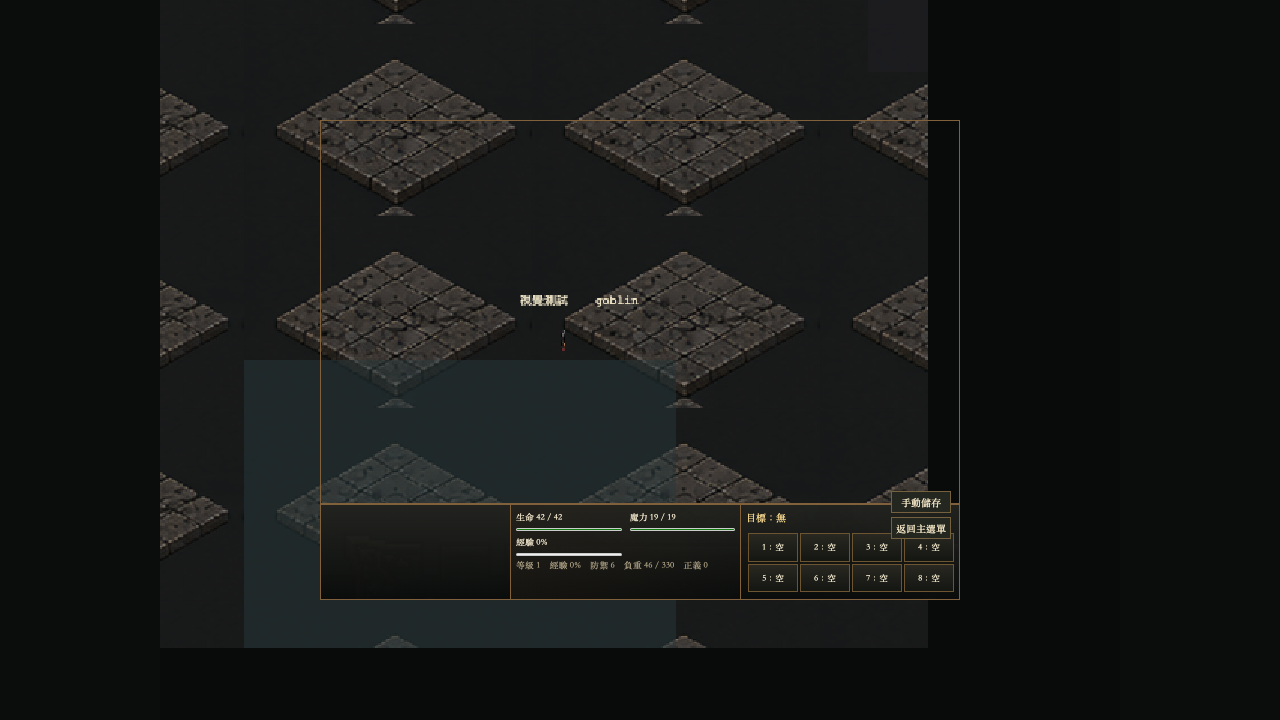 視覺測試 goblin
手動儲存
生命 42 / 42 魔力 19 / 19 目標：無
返回主選單
經驗 0%
1：空 2：空 3：空 4：空
等級 1 經驗 0% 防禦 6 負重 46 / 330 正義 0
5：空 6：空 7：空 8：空